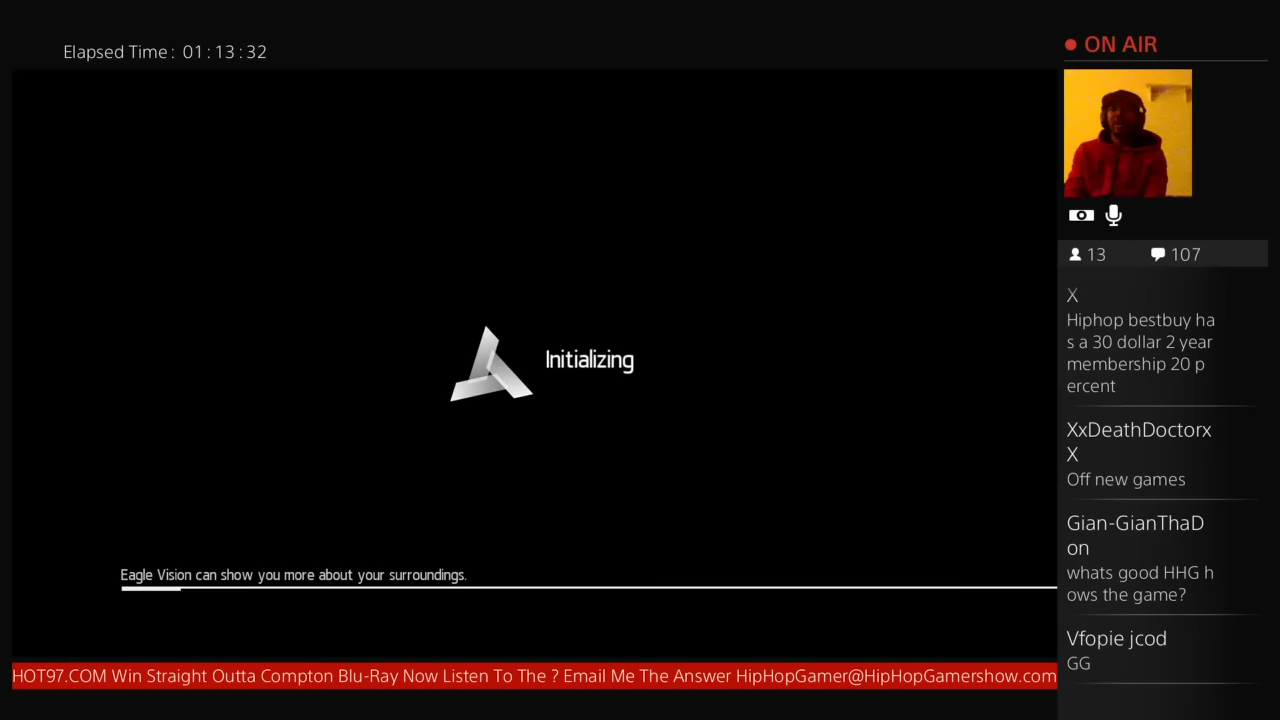 Elapsed Time: 01:13:32
ON AIR
13 107
X
Hiphop bestbuy ha
s a 30 dollar 2 year
membership 20 p
ercent
XxDeathDoctorx
X
Off new games
Gian-GianThaD
on
whats good HHG h
ows the game?
Vfopie jcod
GG
Initializing
Eagle Vision can show you more about your surroundings.
HOT97.COM Win Straight Outta Compton Blu-Ray Now Listen To The ? Email Me The Answer HipHopGamer@HipHopGamershow.com